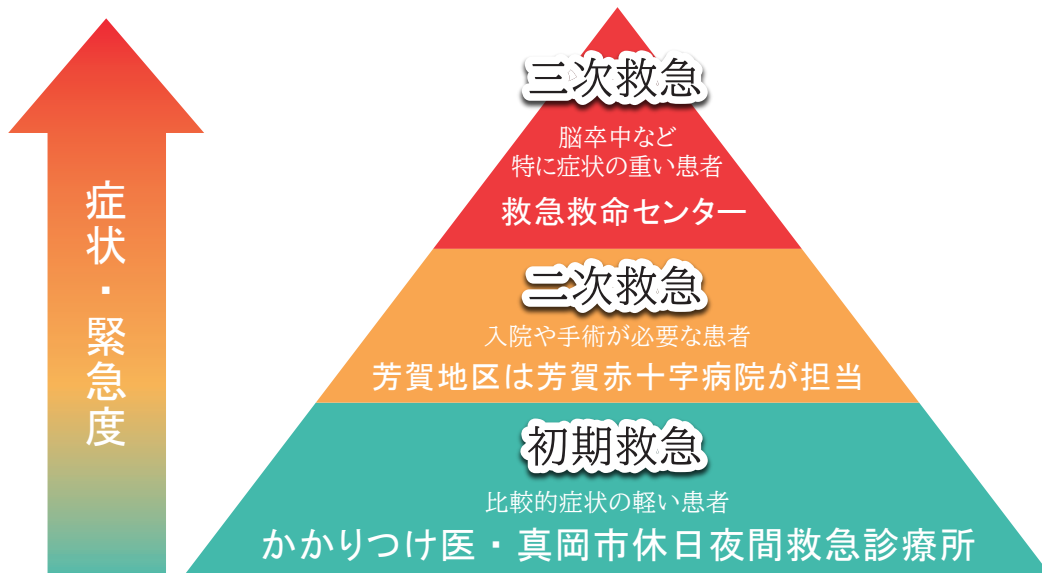 症状・緊急度
三次救急
脳卒中など
特に症状の重い患者
救急救命センター
二次救急
入院や手術が必要な患者
芳賀地区は芳賀赤十字病院が担当
初期救急
比較的症状の軽い患者
かかりつけ医・真岡市休日夜間救急診療所